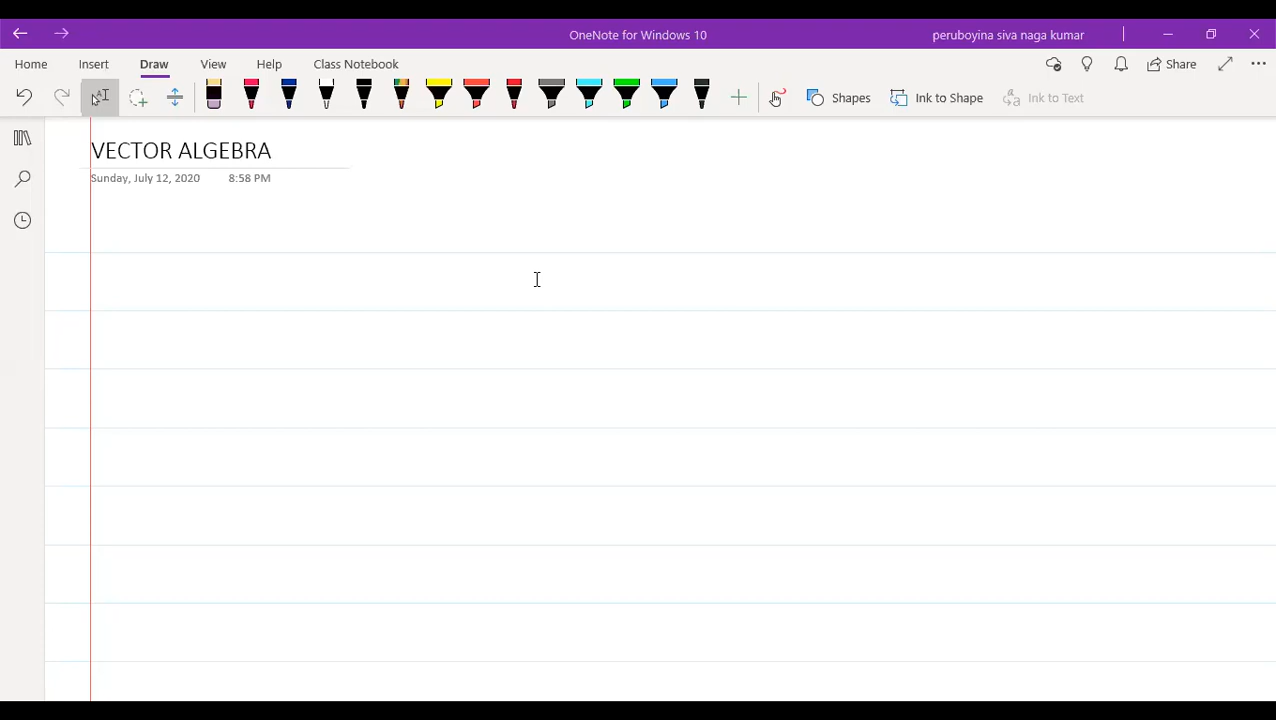 OneNote for Windows 10 peruboyina siva naga kumar
Home Insert Draw View Help Class Notebook Share
Shapes Ink to Shape Ink to Text
VECTOR ALGEBRA
Sunday, July 12, 2020 8:58 PM